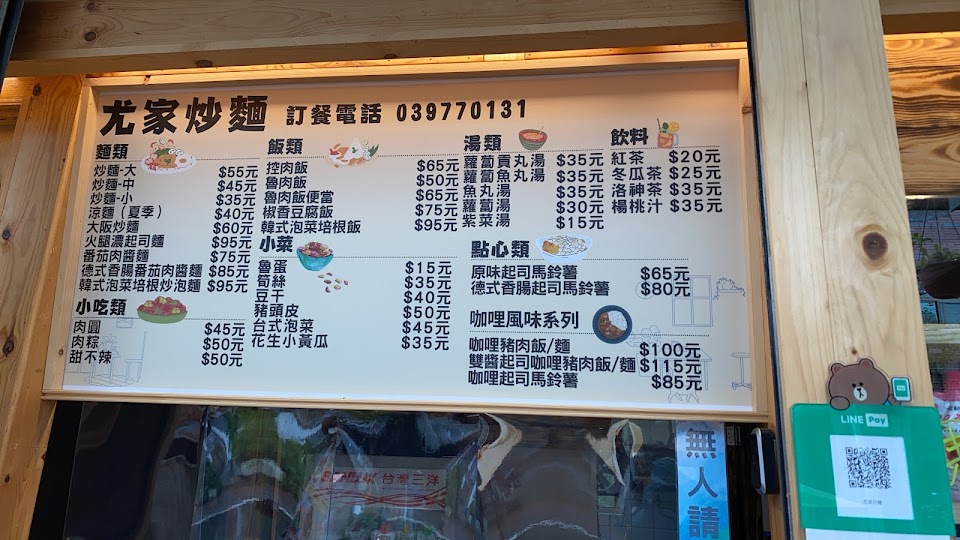 尤家炒麵 訂餐電話 039770131
麵類
炒麵-大 $55元
炒麵-中 $45元
炒麵-小 $35元
涼麵(夏季) $40元
大阪炒麵 $60元
火腿濃起司麵 $95元
番茄肉醬麵 $75元
德式香腸番茄肉醬麵 $85元
韓式泡菜培根炒泡麵 $95元
小吃類
肉圓 $45元
肉粽 $50元
甜不辣 $50元
飯類
控肉飯 $65元
魯肉飯 $50元
魯肉飯便當 $65元
椒香豆腐飯 $75元
韓式泡菜培根飯 $95元
小菜
魯蛋 $15元
筍絲 $35元
豆干 $40元
豬頭皮 $50元
台式泡菜 $45元
花生小黃瓜 $35元
湯類
蘿蔔貢丸湯 $35元
蘿蔔魚丸湯 $35元
魚丸湯 $35元
蘿蔔湯 $30元
紫菜湯 $15元
飲料
紅茶 $20元
冬瓜茶 $25元
洛神茶 $35元
楊桃汁 $35元
點心類
原味起司馬鈴薯 $65元
德式香腸起司馬鈴薯 $80元
咖哩風味系列
咖哩豬肉飯/麵 $100元
雙醬起司咖哩豬肉飯/麵 $115元
咖哩起司馬鈴薯 $85元
LINE Pay
台灣三洋
無人請